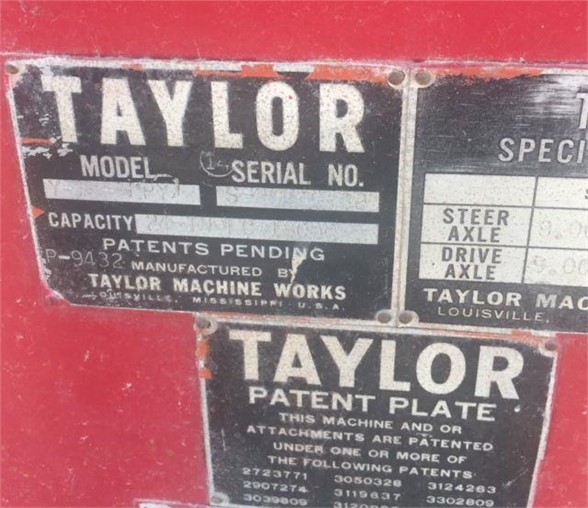 TAYLOR
MODEL 14 SERIAL NO.
CAPACITY
PATENTS PENDING
P-9432 MANUFACTURED BY
TAYLOR MACHINE WORKS
LOUISVILLE, MISSISSIPPI U.S.A.
SPECI
STEER AXLE
DRIVE AXLE
TAYLOR MAC
LOUISVILLE,
TAYLOR
PATENT PLATE
THIS MACHINE AND OR
ATTACHMENTS ARE PATENTED
UNDER ONE OR MORE OF
THE FOLLOWING PATENTS
2723771 3050328 3124263
2907274 3119637 3302809
3039809